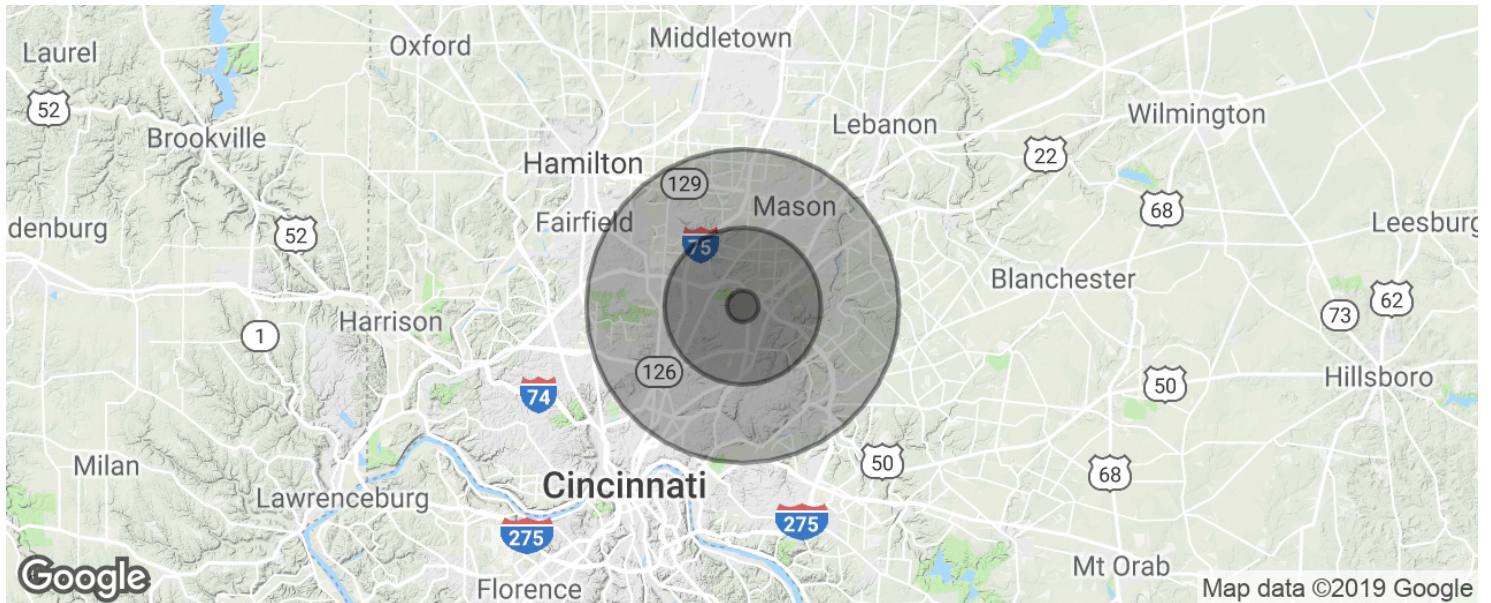 Laurel
Oxford
Middletown
52
Brookville
Lebanon
Wilmington
Hamilton
22
129
Mason
68
Fairfield
Leesburg
denburg
52
75
Blanchester
62
73
Harrison
1
126
50
Hillsboro
74
Milan
50
68
Lawrenceburg
Cincinnati
275
275
Mt Orab
Florence
Google
Map data ©2019 Google